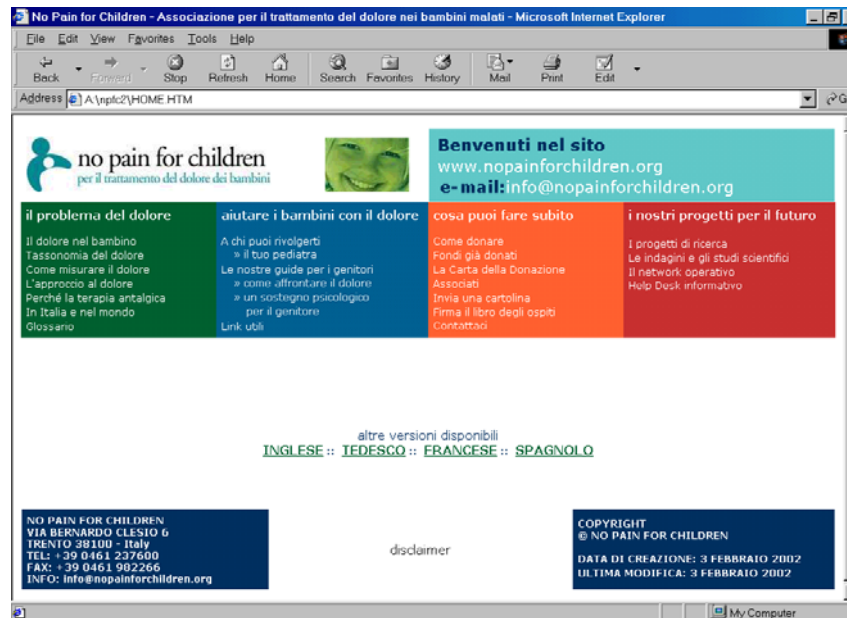 No Pain for Children - Associazione per il trattamento del dolore nei bambini malati - Microsoft Internet Explorer
File Edit View Favorites Tools Help
Back Forward Stop Refresh Home Search Favorites History Mail Print Edit
Address A:\npfc2\HOME.HTM G
no pain for children
per il trattamento del dolore dei bambini
Benvenuti nel sito
www.nopainforchildren.org
e-mail:info@nopainforchildren.org
il problema del dolore
Il dolore nel bambino
Tassonomia del dolore
Come misurare il dolore
L'approccio al dolore
Perché la terapia antalgica
In Italia e nel mondo
Glossario
aiutare i bambini con il dolore
A chi puoi rivolgerti
» il tuo pediatra
Le nostre guide per i genitori
» come affrontare il dolore
» un sostegno psicologico
per il genitore
Link utili
cosa puoi fare subito
Come donare
Fondi già donati
La Carta della Donazione
Associati
Invia una cartolina
Firma il libro degli ospiti
Contattaci
i nostri progetti per il futuro
I progetti di ricerca
Le indagini e gli studi scientifici
Il network operativo
Help Desk informativo
altre versioni disponibili
INGLESE :: TEDESCO :: FRANCESE :: SPAGNOLO
NO PAIN FOR CHILDREN
VIA BERNARDO CLESIO 6
TRENTO 38100 - Italy
TEL: +39 0461 237600
FAX: +39 0461 982266
INFO: info@nopainforchildren.org
disclaimer
COPYRIGHT
© NO PAIN FOR CHILDREN
DATA DI CREAZIONE: 3 FEBBRAIO 2002
ULTIMA MODIFICA: 3 FEBBRAIO 2002
My Computer